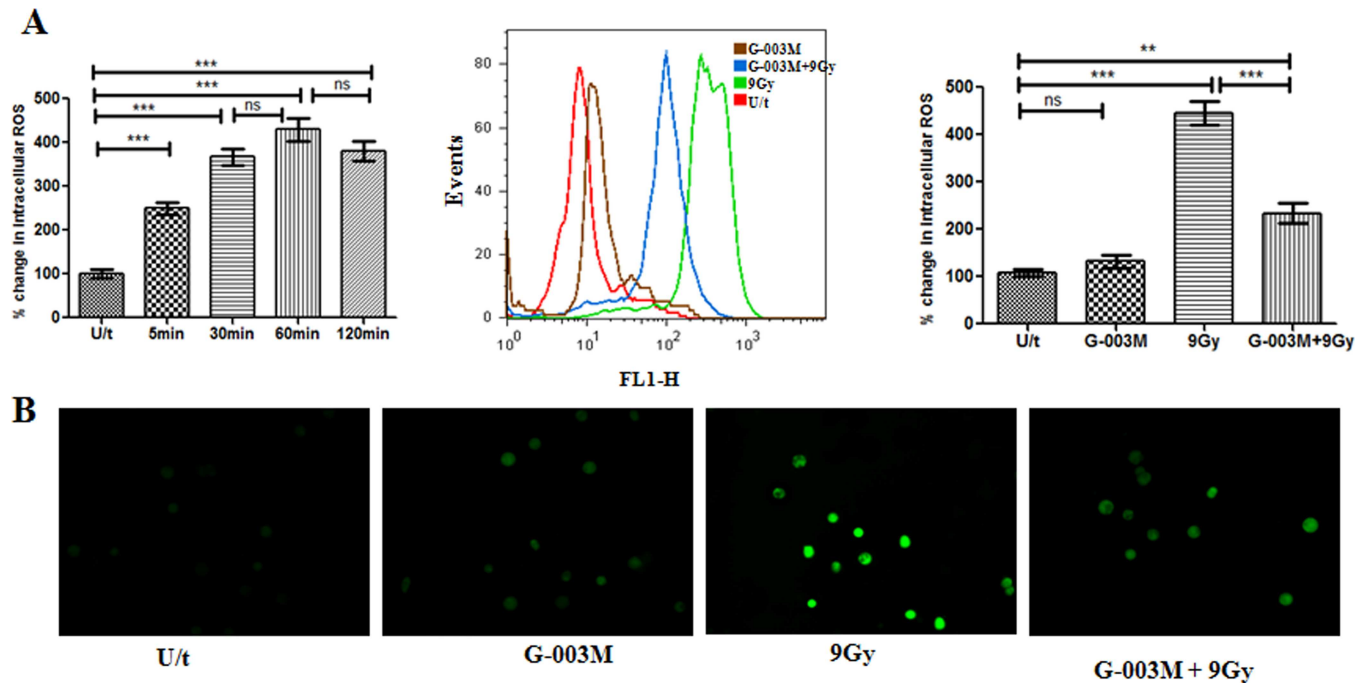 A
***
***
ns
***
ns
***
% change in intracellular ROS
500
400
300
200
100
0
U/t
5min
30min
60min
120min
Events
80
60
40
20
0
G-003M
G-003M+9Gy
9Gy
U/t
10⁰
10¹
10²
10³
FL1-H
**
***
***
ns
% change in intracellular ROS
500
400
300
200
100
0
U/t
G-003M
9Gy
G-003M+9Gy
B
U/t
G-003M
9Gy
G-003M + 9Gy